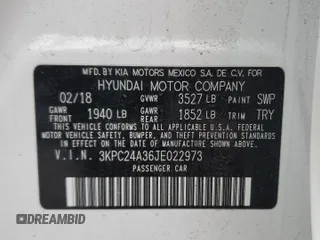 MFD. BY KIA MOTORS MEXICO S.A. DE C.V. FOR
HYUNDAI MOTOR COMPANY
02/18 GVWR 3527 LB PAINT SWP
GAWR 1940 LB GAWR 1852 LB TRIM TRY
THIS VEHICLE CONFORMS TO ALL APPLICABLE FEDERAL MOTOR VEHICLE
SAFETY, BUMPER, AND THEFT PREVENTION STANDARDS IN EFFECT
ON THE DATE OF MANUFACTURE SHOWN ABOVE.
V.I.N. 3KPC24A36JE022973
PASSENGER CAR
© DREAMBID